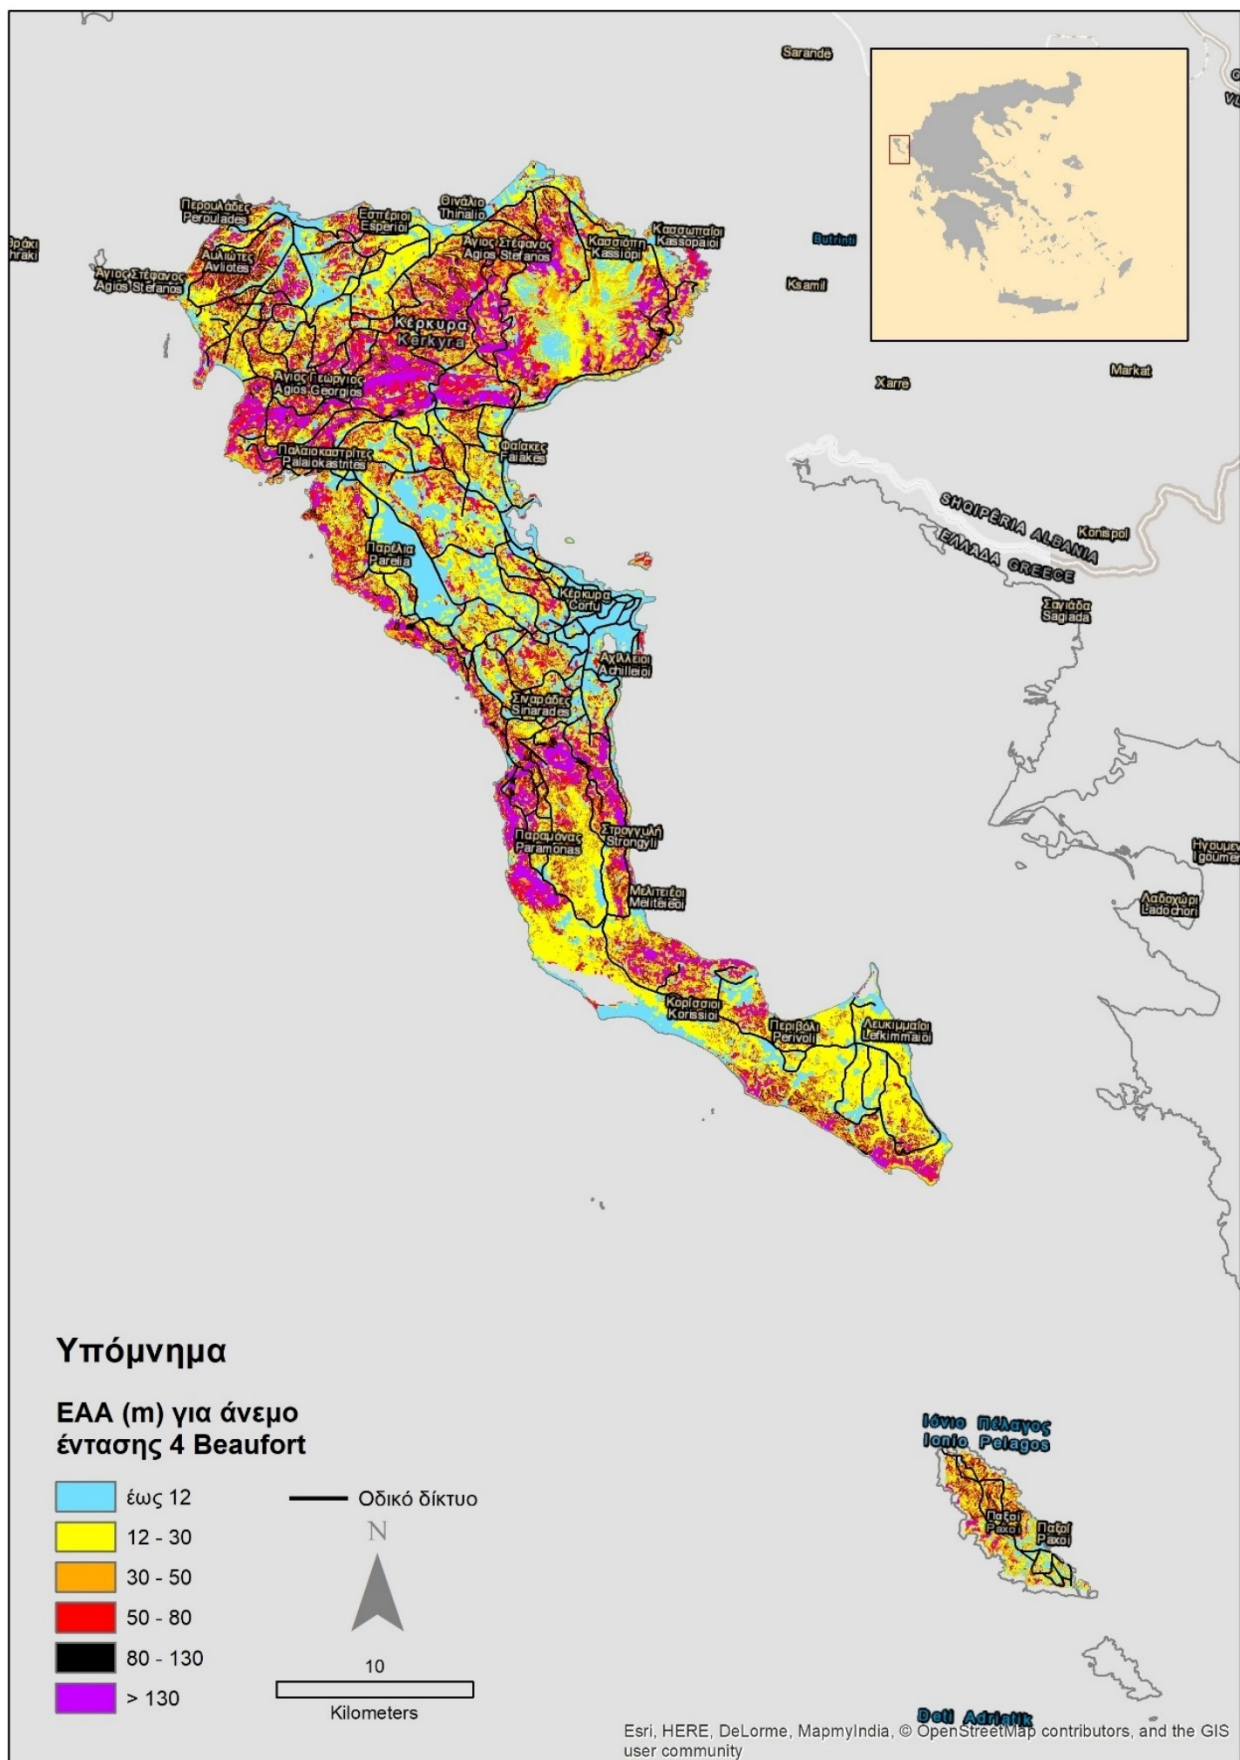 Sarandë
Butrinti
Ksamil
Xarrë
Markat
Περουλάδες
Peroulades
Εσπέριοι
Esperioi
Θινάλιο
Thinalio
Αυλιώτες
Avliotes
Άγιος Στέφανος
Agios Stefanos
Άγιος Στέφανος
Agios Stefanos
Κασσιόπη
Kassiopi
Κασσωπαίοι
Kassopaioi
Κέρκυρα
Kerkyra
Άγιος Γεώργιος
Agios Georgios
Παλαιοκαστρίτες
Palaiokastrites
Φαίακες
Faiakes
SHQIPËRIA ALBANIA
ΕΛΛΑΔΑ GREECE
Konispol
Σαγιάδα
Sagiada
Παρέλια
Parelia
Κέρκυρα
Corfu
Αχίλλειοι
Achilleioi
Σιναράδες
Sinarades
Παραμόνας
Paramonas
Στρογγυλή
Strongyli
Μελιτειέοι
Meliteieoi
Λαδοχώρι
Ladochori
Κορίσσιοι
Korissioi
Περιβόλι
Perivoli
Λευκιμμαίοι
Lefkimmaioi
Υπόμνημα
ΕΑΑ (m) για άνεμο
έντασης 4 Beaufort
έως 12
12 - 30
30 - 50
50 - 80
80 - 130
> 130
Οδικό δίκτυο
N
10
Kilometers
Ιόνιο Πέλαγος
Ionio Pelagos
Παξοί
Paxoi
Παξοί
Paxoi
Deti Adriatik
Esri, HERE, DeLorme, MapmyIndia, © OpenStreetMap contributors, and the GIS
user community